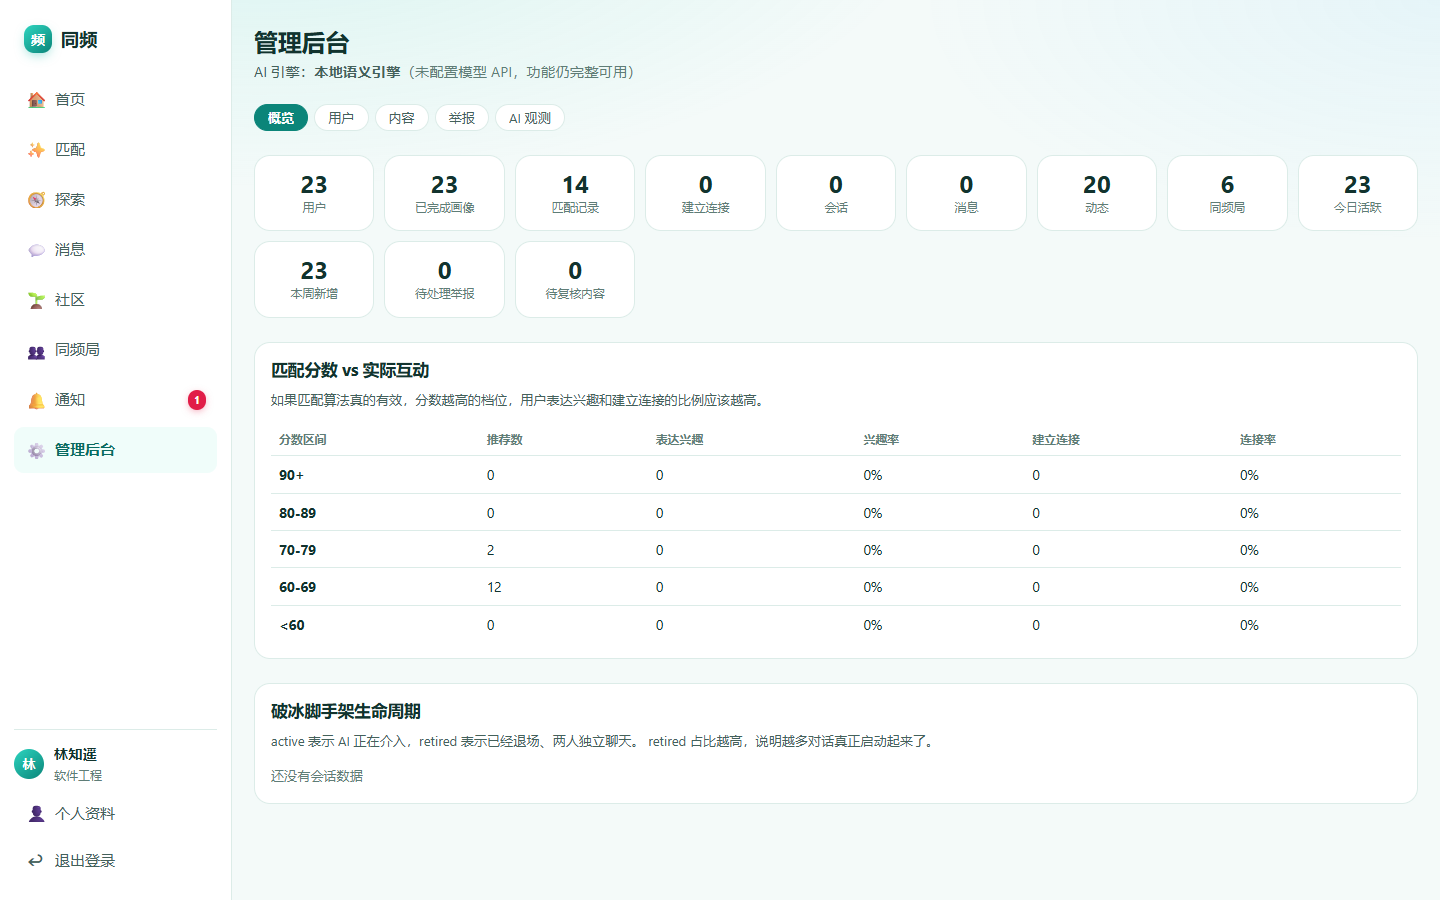 频 同频
首页
匹配
探索
消息
社区
同频局
通知 1
管理后台
林 林知遥
软件工程
个人资料
退出登录
管理后台
AI 引擎：本地语义引擎（未配置模型 API，功能仍完整可用）
概览 用户 内容 举报 AI 观测
23 23 14 0 0 0 20 6 23
用户 已完成画像 匹配记录 建立连接 会话 消息 动态 同频局 今日活跃
23 0 0
本周新增 待处理举报 待复核内容
匹配分数 vs 实际互动
如果匹配算法真的有效，分数越高的档位，用户表达兴趣和建立连接的比例应该越高。
分数区间 推荐数 表达兴趣 兴趣率 建立连接 连接率
90+ 0 0 0% 0 0%
80-89 0 0 0% 0 0%
70-79 2 0 0% 0 0%
60-69 12 0 0% 0 0%
<60 0 0 0% 0 0%
破冰脚手架生命周期
active 表示 AI 正在介入，retired 表示已经退场、两人独立聊天。 retired 占比越高，说明越多对话真正启动起来了。
还没有会话数据